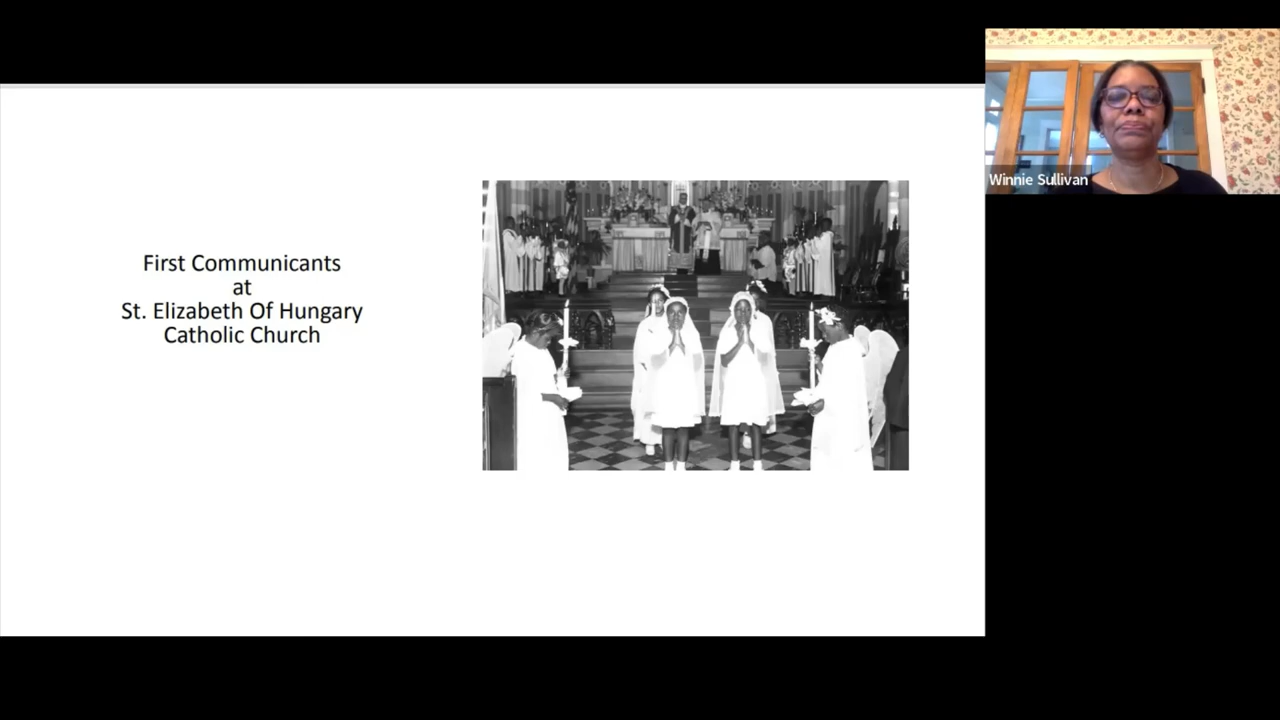 First Communicants
at
St. Elizabeth Of Hungary
Catholic Church
Winnie Sullivan